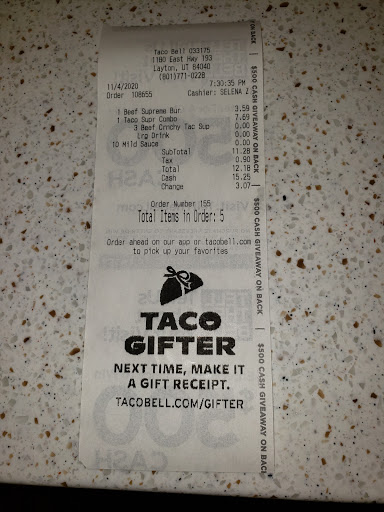 Taco Bell 033175
1180 East Hwy 193
Layton, UT 84040
(801)771-0228
11/4/2020 7:30:35 PM
Order 108655 Cashier: SELENA Z
1 Beef Supreme Bur 3.59
1 Taco Supr Combo 7.69
3 Beef Crnchy Tac Sup 0.00
Lrg Drink 0.00
10 Mild Sauce 0.00
SubTotal 11.28
Tax 0.90
Total 12.18
Cash 15.25
Change 3.07
Order Number 155
Total Items in Order: 5
Order ahead on our app or tacobell.com
to pick up your favorites
TACO
GIFTER
NEXT TIME, MAKE IT
A GIFT RECEIPT.
TACOBELL.COM/GIFTER
ON BACK
$500 CASH GIVEAWAY ON BACK
$500 CASH GIVEAWAY ON BACK
$500 CASH GIVEAWAY ON BACK